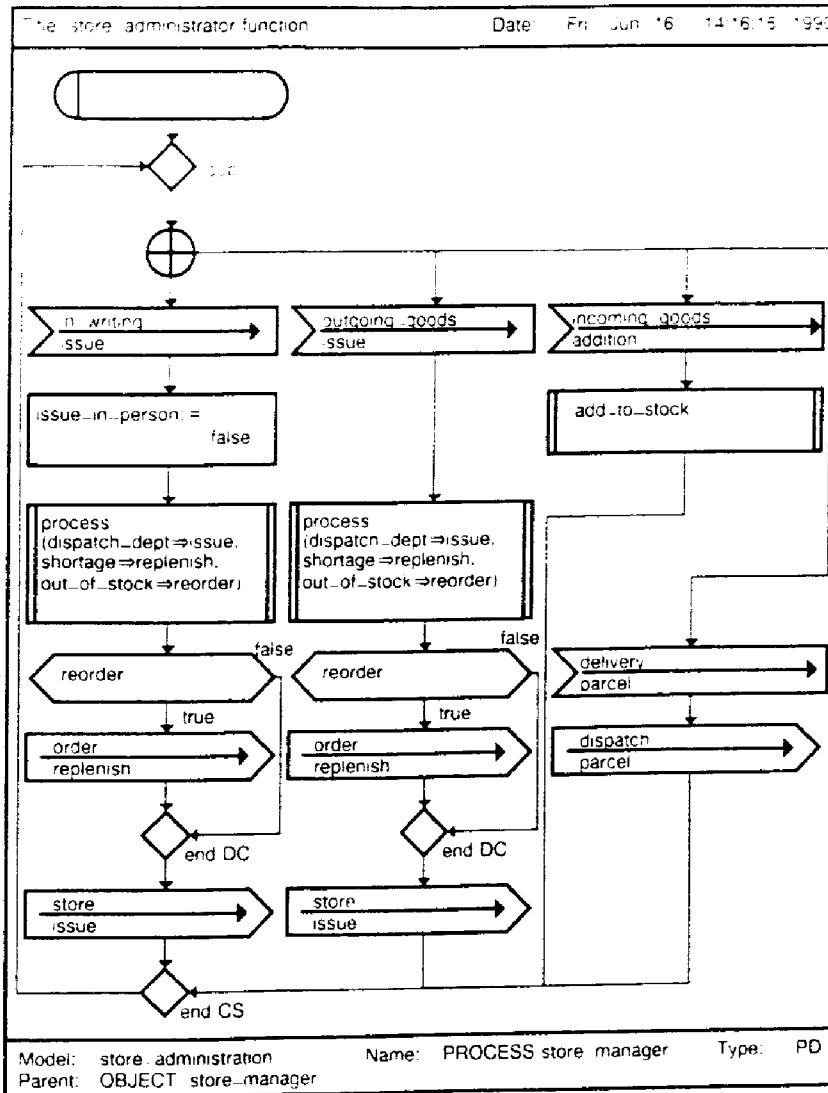 The store administrator function Date: Fri Jun 16 14:16:15
in_writing
issue
outgoing_goods
issue
incoming_goods
addition
issue_in_person: =
false
add_to_stock
process
(dispatch_dept⇒issue,
shortage⇒replenish,
out_of_stock⇒reorder)
process
(dispatch_dept⇒issue,
shortage⇒replenish,
out_of_stock⇒reorder)
false
reorder
true
false
reorder
true
delivery
parcel
order
replenish
order
replenish
dispatch
parcel
end DC
end DC
store
issue
store
issue
end CS
Model: store administration Name: PROCESS store manager Type: PD
Parent: OBJECT store_manager